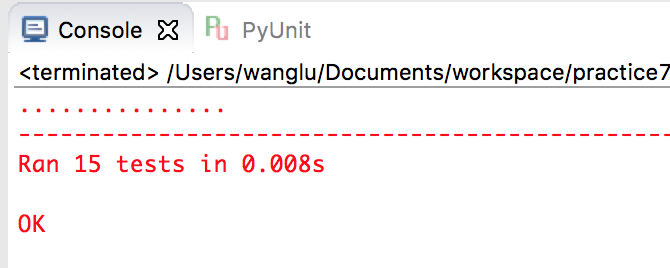 Console PyUnit
<terminated> /Users/wanglu/Documents/workspace/practice7
...............
-----------------------------------------------
Ran 15 tests in 0.008s
OK